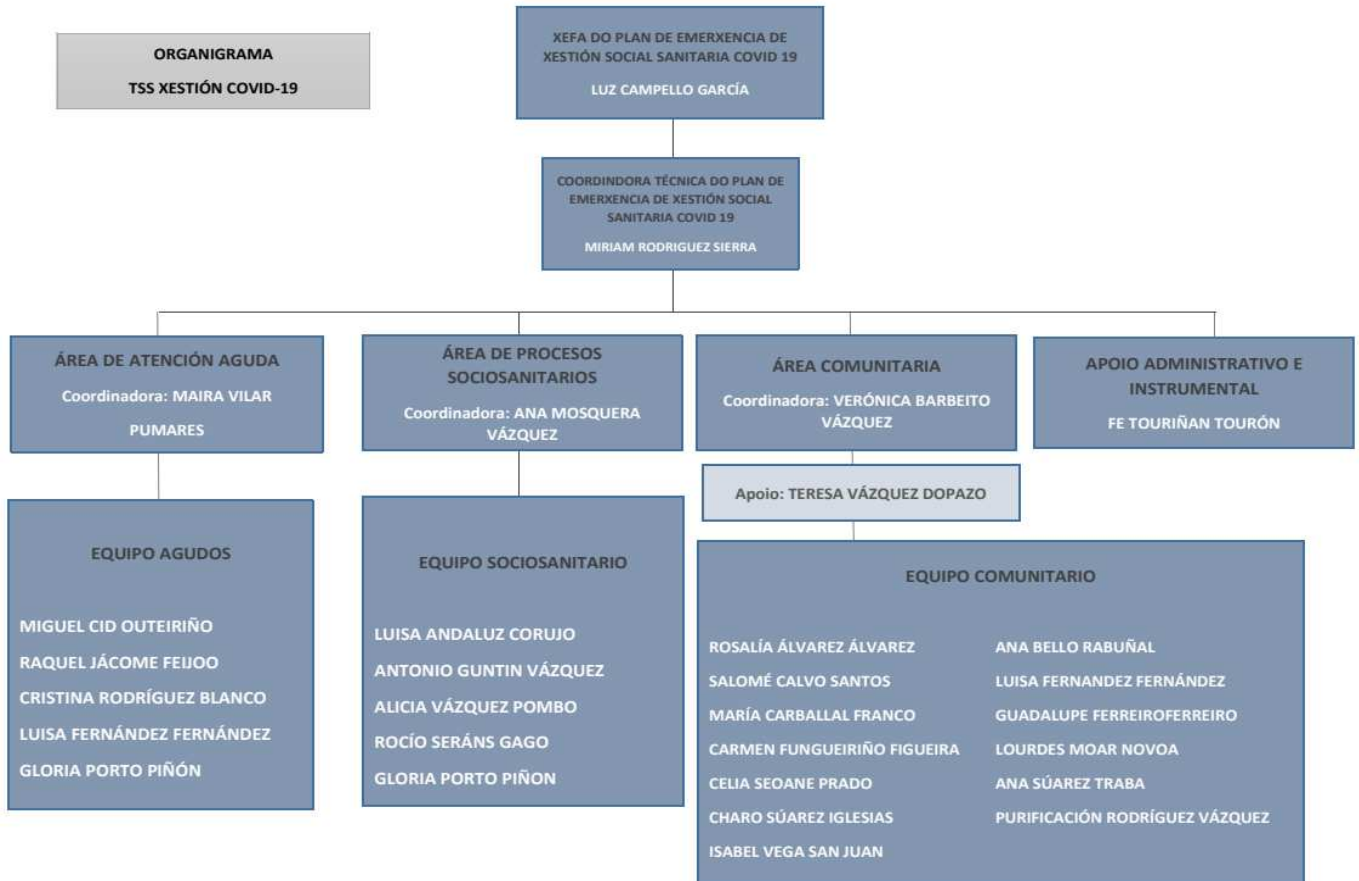 ORGANIGRAMA
TSS XESTIÓN COVID-19
XEFA DO PLAN DE EMERXENCIA DE
XESTIÓN SOCIAL SANITARIA COVID 19
LUZ CAMPELLO GARCÍA
COORDINDORA TÉCNICA DO PLAN DE
EMERXENCIA DE XESTIÓN SOCIAL
SANITARIA COVID 19
MIRIAM RODRIGUEZ SIERRA
ÁREA DE ATENCIÓN AGUDA
Coordinadora: MAIRA VILAR
PUMARES
ÁREA DE PROCESOS
SOCIOSANITARIOS
Coordinadora: ANA MOSQUERA
VÁZQUEZ
ÁREA COMUNITARIA
Coordinadora: VERÓNICA BARBEITO
VÁZQUEZ
APOIO ADMINISTRATIVO E
INSTRUMENTAL
FE TOURIÑAN TOURÓN
Apoio: TERESA VÁZQUEZ DOPAZO
EQUIPO AGUDOS
MIGUEL CID OUTEIRIÑO
RAQUEL JÁCOME FEIJOO
CRISTINA RODRÍGUEZ BLANCO
LUISA FERNÁNDEZ FERNÁNDEZ
GLORIA PORTO PIÑÓN
EQUIPO SOCIOSANITARIO
LUISA ANDALUZ CORUJO
ANTONIO GUNTIN VÁZQUEZ
ALICIA VÁZQUEZ POMBO
ROCÍO SERÁNS GAGO
GLORIA PORTO PIÑON
EQUIPO COMUNITARIO
ROSALÍA ÁLVAREZ ÁLVAREZ
SALOMÉ CALVO SANTOS
MARÍA CARBALLAL FRANCO
CARMEN FUNGUEIRIÑO FIGUEIRA
CELIA SEOANE PRADO
CHARO SÚAREZ IGLESIAS
ISABEL VEGA SAN JUAN
ANA BELLO RABUÑAL
LUISA FERNANDEZ FERNÁNDEZ
GUADALUPE FERREIROFERREIRO
LOURDES MOAR NOVOA
ANA SÚAREZ TRABA
PURIFICACIÓN RODRÍGUEZ VÁZQUEZ